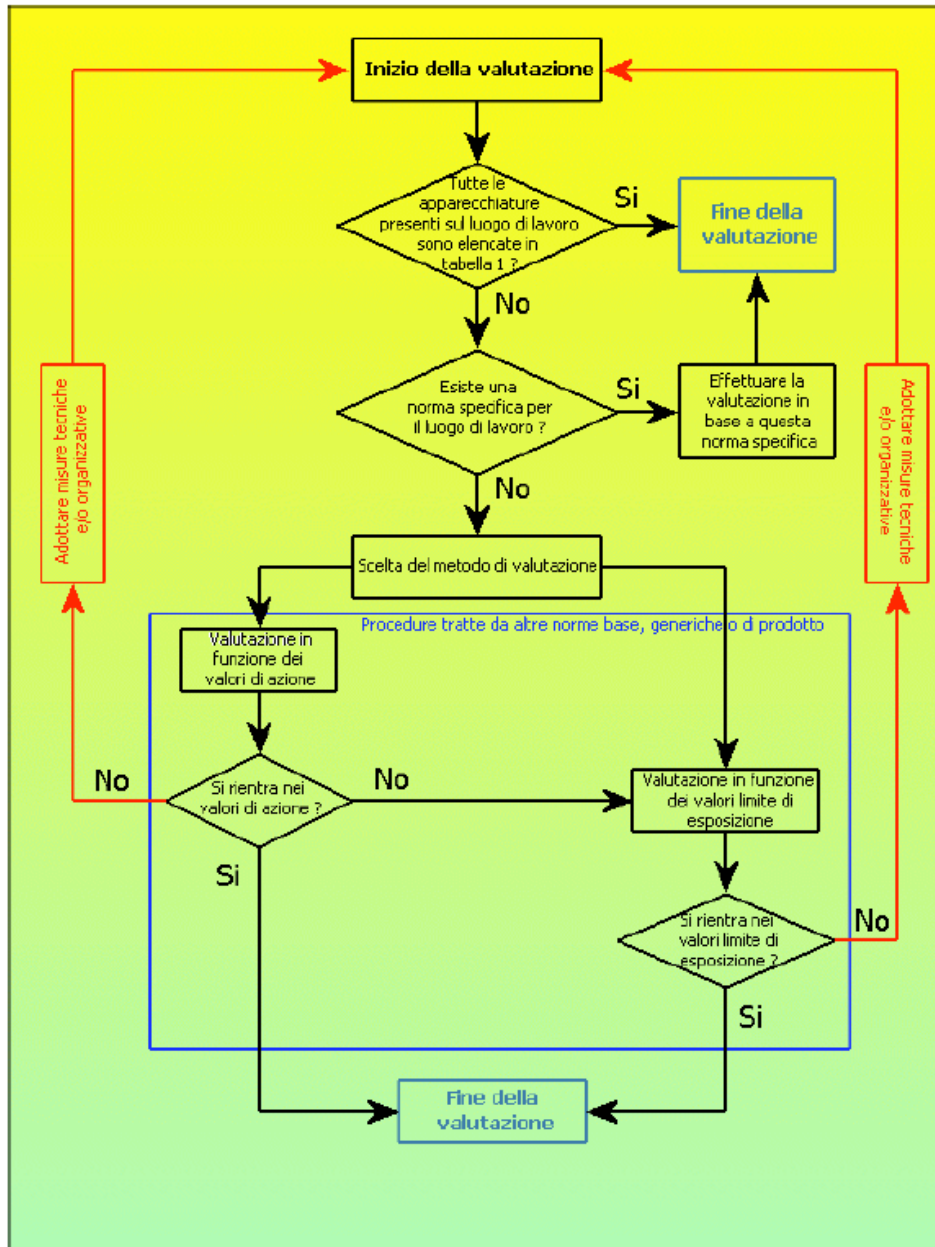 Inizio della valutazione
Tutte le
apparecchiature
presenti sul luogo di lavoro
sono elencate in
tabella 1 ?
Si
Fine della
valutazione
No
Esiste una
norma specifica per
il luogo di lavoro ?
Si
Effettuare la
valutazione in
base a questa
norma specifica
No
Adottare misure tecniche
e/o organizzative
Adottare misure tecniche
e/o organizzative
Scelta del metodo di valutazione
Procedure tratte da altre norme base, generiche o di prodotto
Valutazione in
funzione dei
valori di azione
No
Si rientra nei
valori di azione ?
No
Valutazione in funzione
dei valori limite di
esposizione
Si
Si rientra nei
valori limite di
esposizione ?
No
Si
Fine della
valutazione